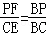 PF/CE = BP/BC